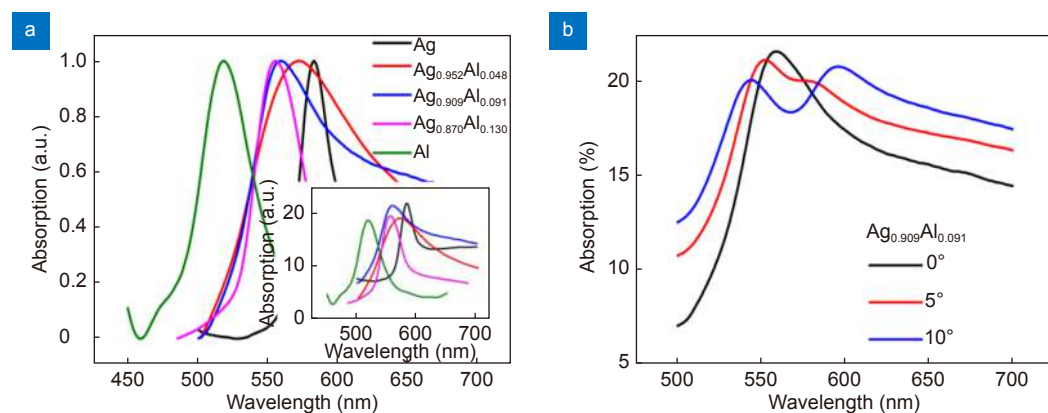 a
Absorption (a.u.)
1.0
0.8
0.6
0.4
0.2
0
450
500
550
600
650
700
Wavelength (nm)
Ag
Ag0.952Al0.048
Ag0.909Al0.091
Ag0.870Al0.130
Al
Absorption (a.u.)
20
10
0
500
600
700
Wavelength (nm)
b
Absorption (%)
20
15
10
5
500
550
600
650
700
Wavelength (nm)
Ag0.909Al0.091
0°
5°
10°